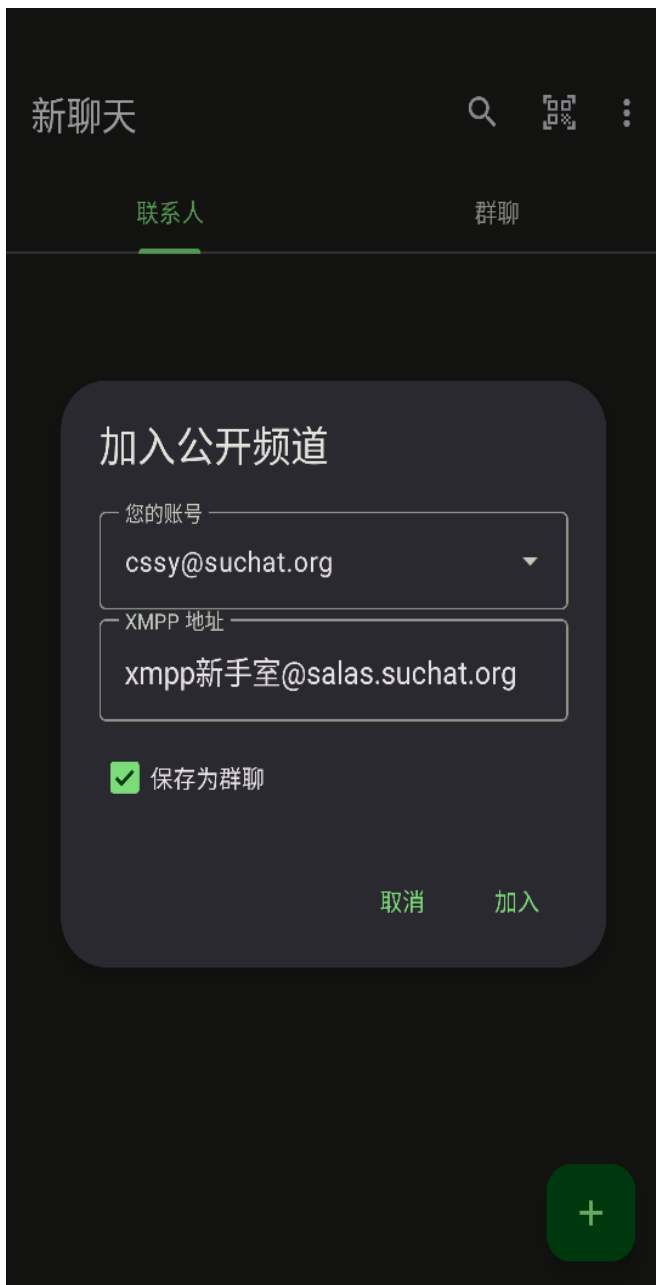 新聊天
联系人
群聊
加入公开频道
您的账号
cssy@suchat.org
XMPP 地址
xmpp新手室@salas.suchat.org
保存为群聊
取消
加入